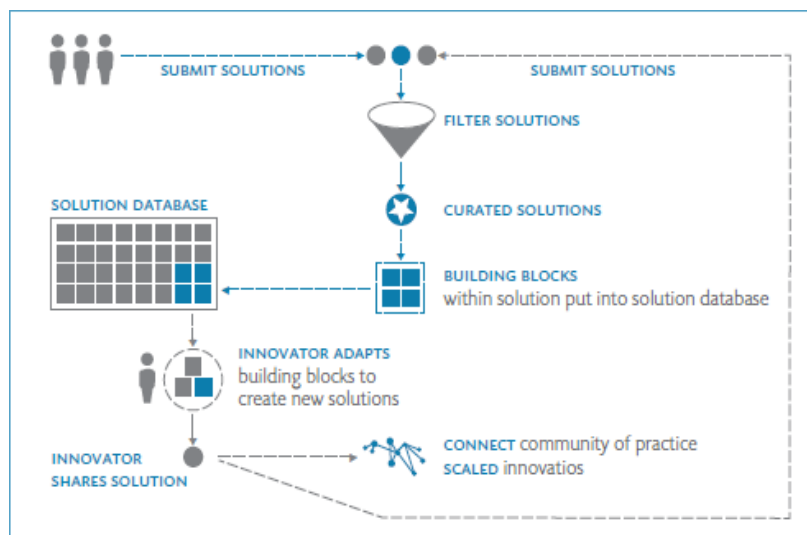 SUBMIT SOLUTIONS
SUBMIT SOLUTIONS
FILTER SOLUTIONS
SOLUTION DATABASE
CURATED SOLUTIONS
BUILDING BLOCKS
within solution put into solution database
INNOVATOR ADAPTS
building blocks to
create new solutions
INNOVATOR
SHARES SOLUTION
CONNECT community of practice
SCALED innovatios